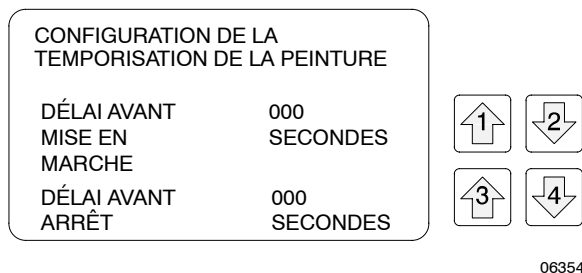 CONFIGURATION DE LA
TEMPORISATION DE LA PEINTURE
DÉLAI AVANT 000
MISE EN SECONDES
MARCHE
DÉLAI AVANT 000
ARRÊT SECONDES
1 2
3 4
06354